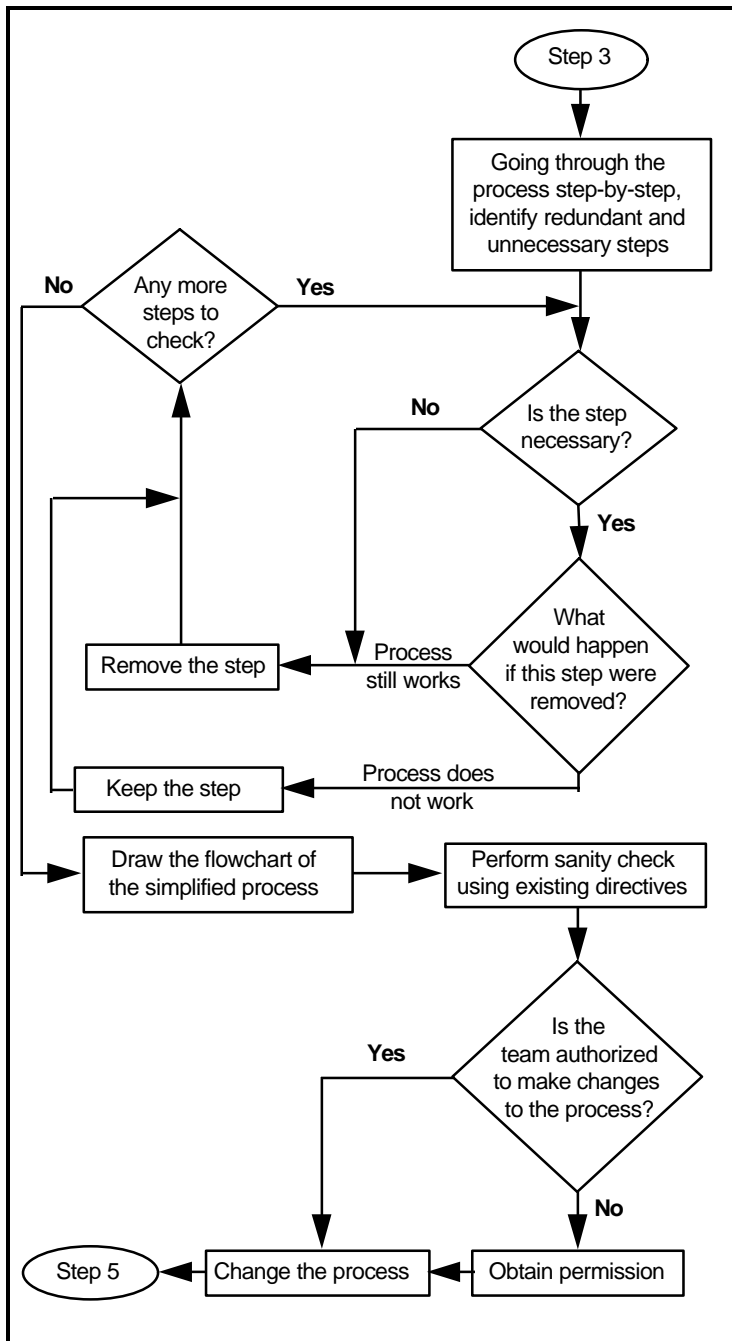 Step 3
Going through the
process step-by-step,
identify redundant and
unnecessary steps
No
Any more
steps to
check?
Yes
No
Is the step
necessary?
Yes
What
would happen
if this step were
removed?
Process
still works
Remove the step
Process does
not work
Keep the step
Draw the flowchart of
the simplified process
Perform sanity check
using existing directives
Is the
team authorized
to make changes
to the process?
Yes
No
Step 5
Change the process
Obtain permission